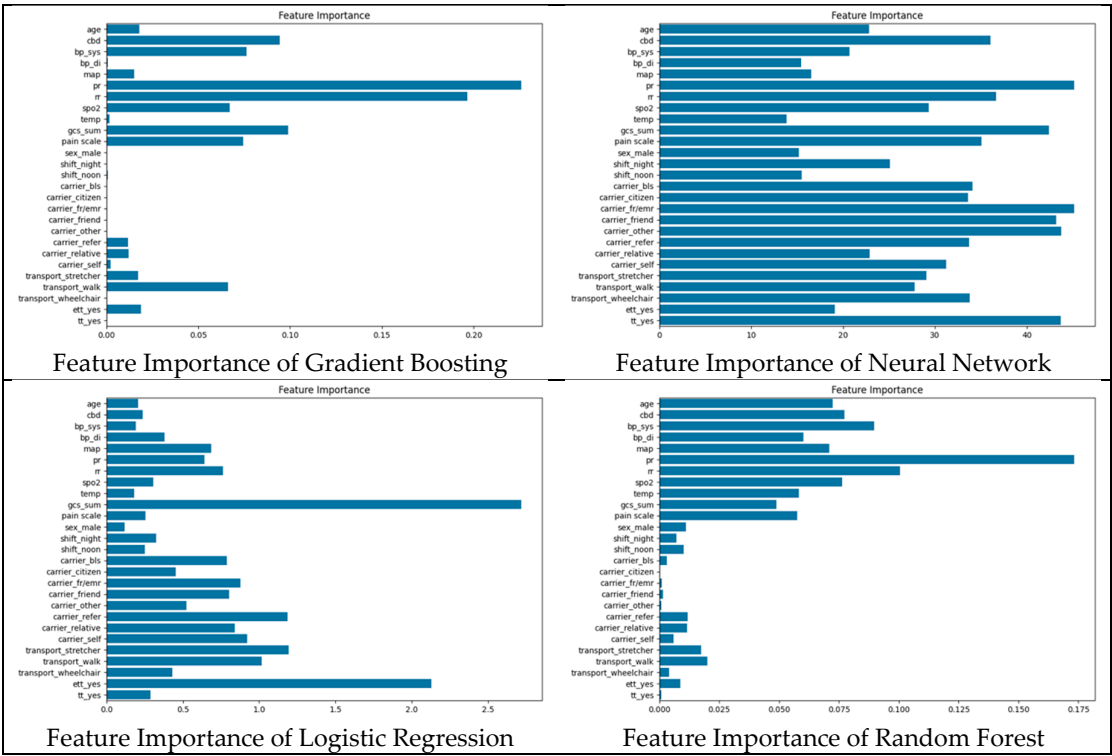 Feature Importance
age
cbd
bp_sys
bp_di
map
pr
rr
spo2
temp
gcs_sum
pain scale
sex_male
shift_night
shift_noon
carrier_bls
carrier_citizen
carrier_fr/emr
carrier_friend
carrier_other
carrier_refer
carrier_relative
carrier_self
transport_stretcher
transport_walk
transport_wheelchair
ett_yes
tt_yes
0.00 0.05 0.10 0.15 0.20
Feature Importance of Gradient Boosting
Feature Importance
age
cbd
bp_sys
bp_di
map
pr
rr
spo2
temp
gcs_sum
pain scale
sex_male
shift_night
shift_noon
carrier_bls
carrier_citizen
carrier_fr/emr
carrier_friend
carrier_other
carrier_refer
carrier_relative
carrier_self
transport_stretcher
transport_walk
transport_wheelchair
ett_yes
tt_yes
0 10 20 30 40
Feature Importance of Neural Network
Feature Importance
age
cbd
bp_sys
bp_di
map
pr
rr
spo2
temp
gcs_sum
pain scale
sex_male
shift_night
shift_noon
carrier_bls
carrier_citizen
carrier_fr/emr
carrier_friend
carrier_other
carrier_refer
carrier_relative
carrier_self
transport_stretcher
transport_walk
transport_wheelchair
ett_yes
tt_yes
0.0 0.5 1.0 1.5 2.0 2.5
Feature Importance of Logistic Regression
Feature Importance
age
cbd
bp_sys
bp_di
map
pr
rr
spo2
temp
gcs_sum
pain scale
sex_male
shift_night
shift_noon
carrier_bls
carrier_citizen
carrier_fr/emr
carrier_friend
carrier_other
carrier_refer
carrier_relative
carrier_self
transport_stretcher
transport_walk
transport_wheelchair
ett_yes
tt_yes
0.000 0.025 0.050 0.075 0.100 0.125 0.150 0.175
Feature Importance of Random Forest